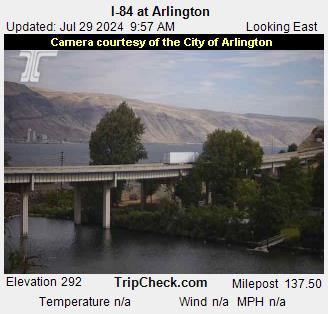 I-84 at Arlington
Updated: Jul 29 2024 9:57 AM Looking East
Camera courtesy of the City of Arlington
Elevation 292 TripCheck.com Milepost 137.50
Temperature n/a Wind n/a MPH n/a